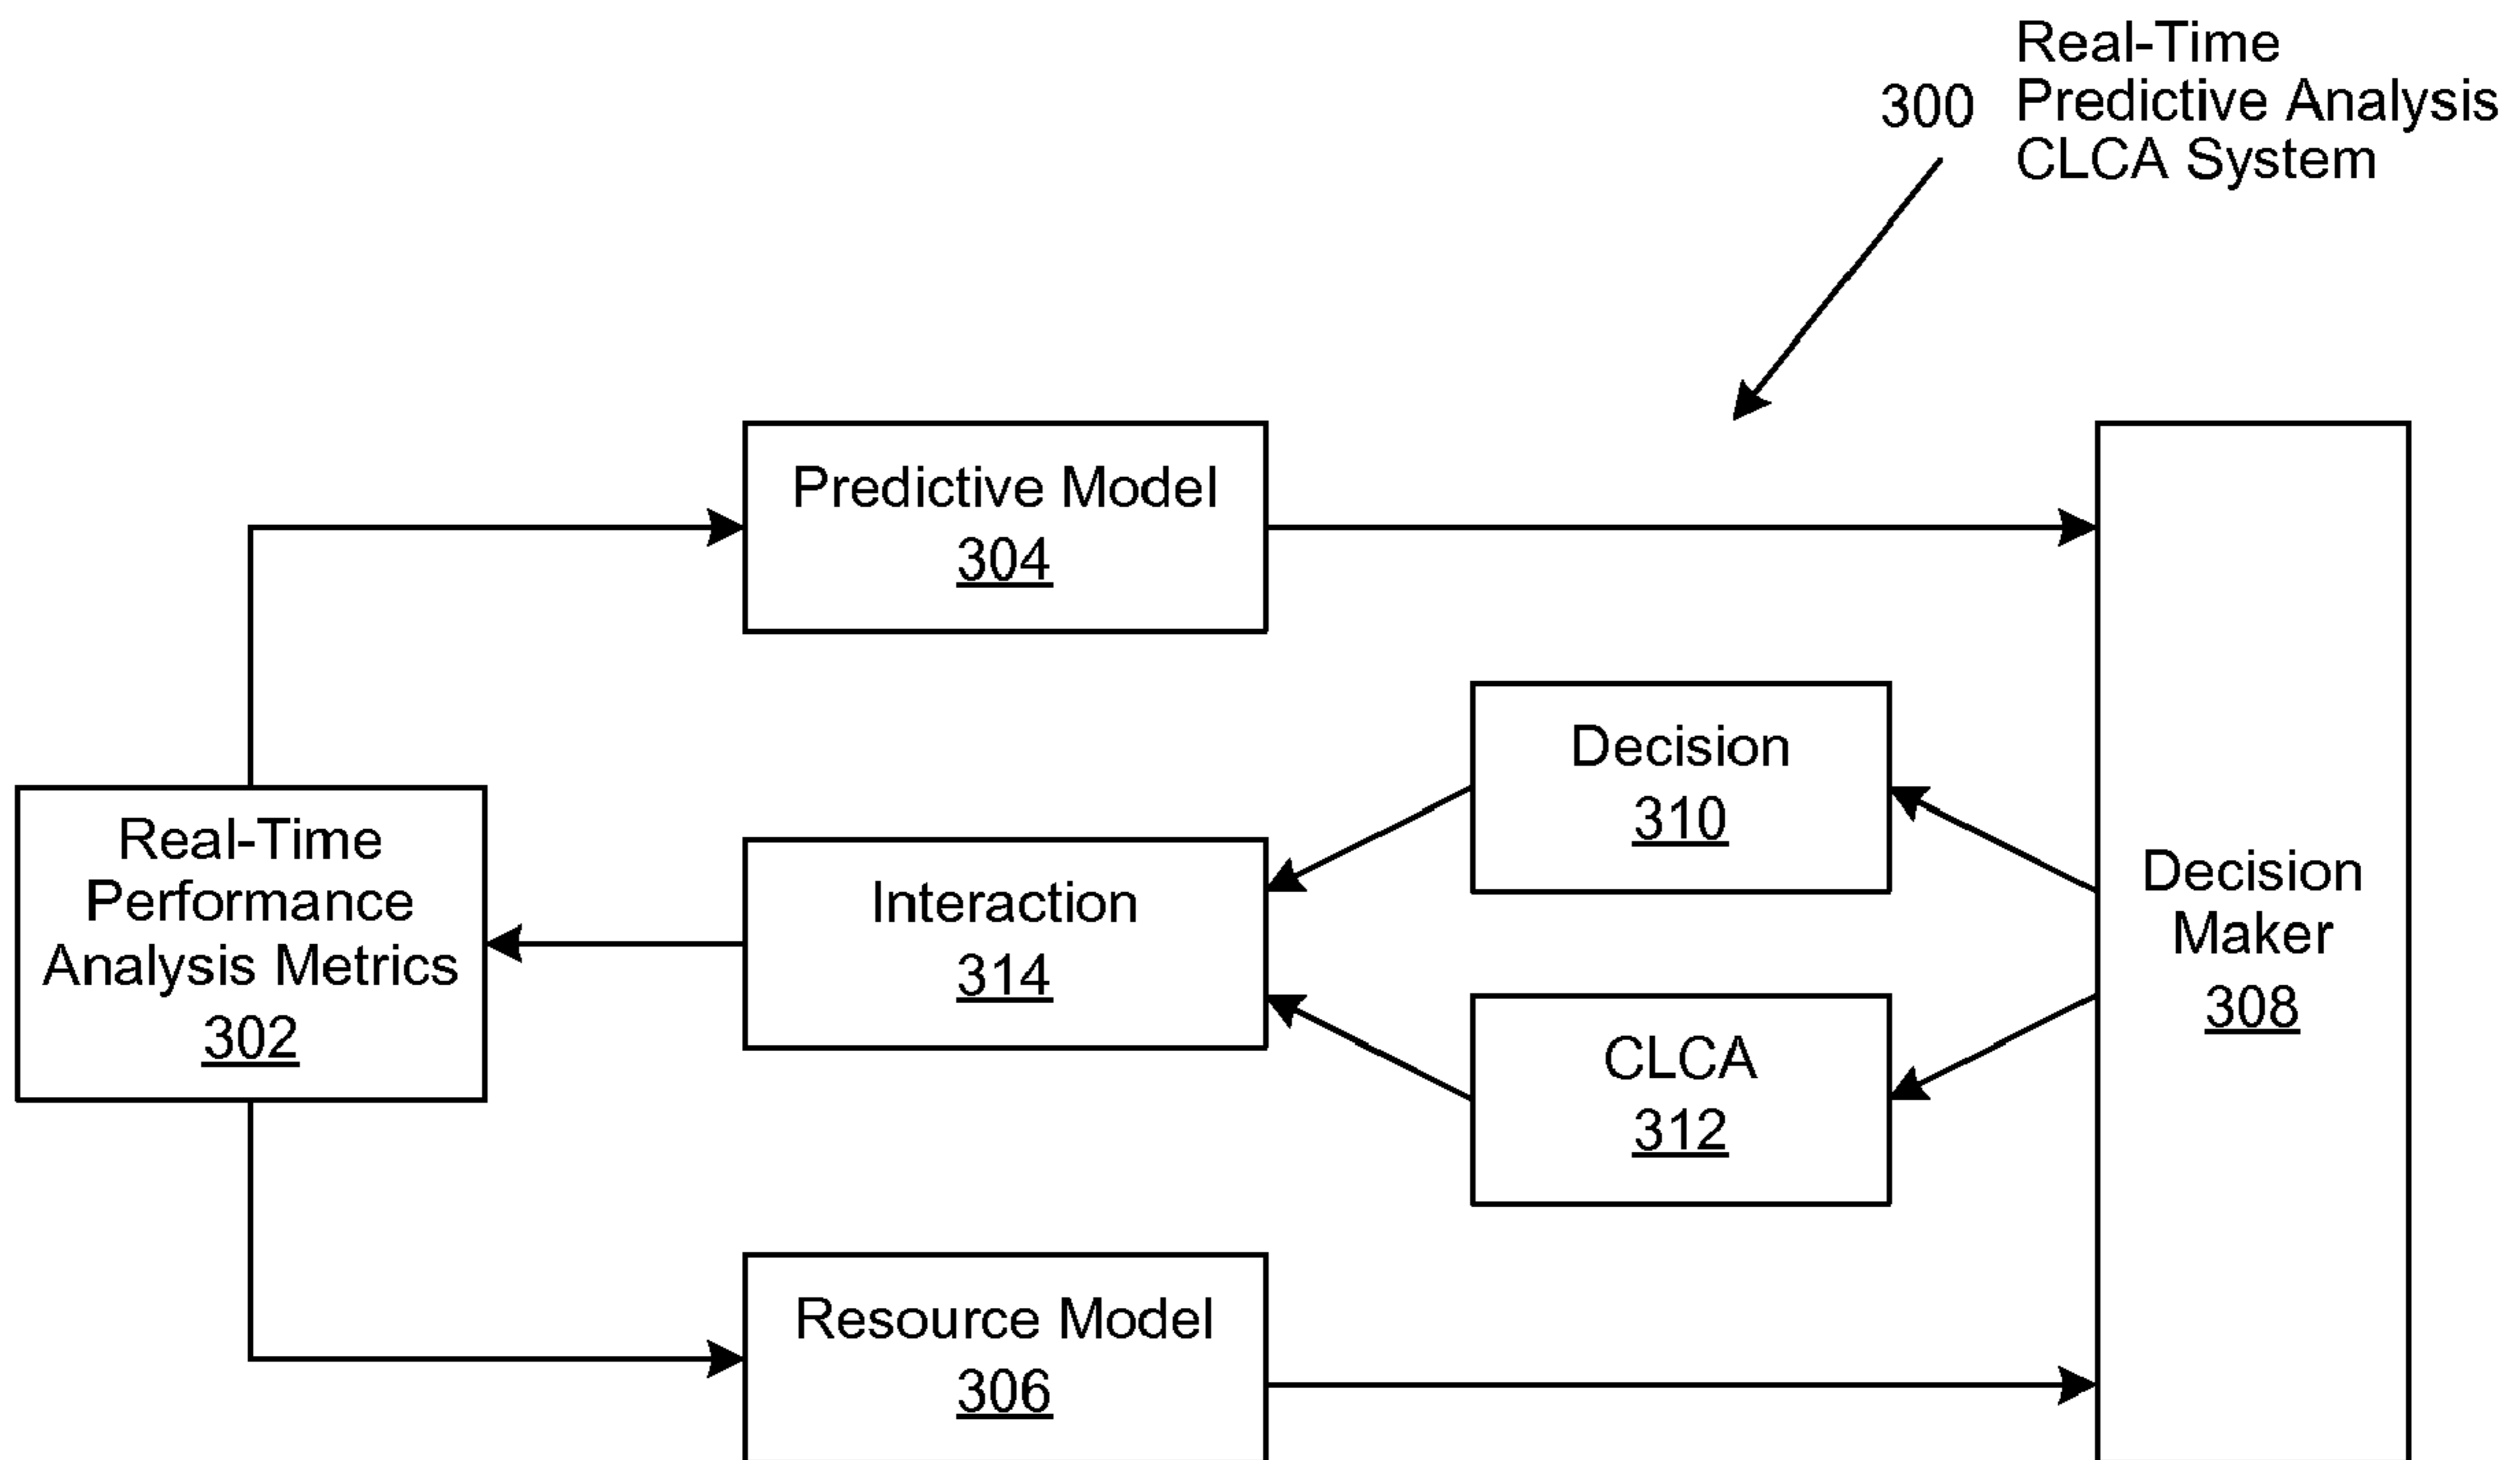 Real-Time
300 Predictive Analysis
CLCA System
Predictive Model
304
Decision
310
Real-Time
Performance
Analysis Metrics
302
Interaction
314
Decision
Maker
308
CLCA
312
Resource Model
306